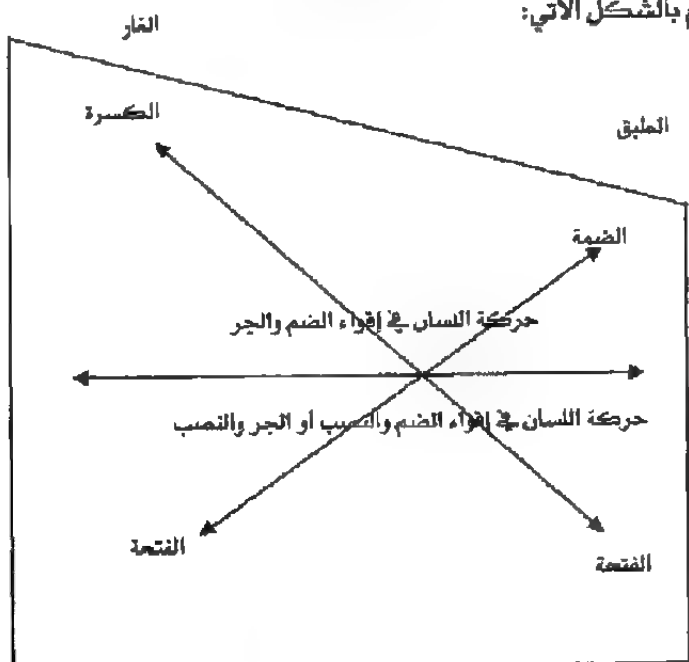 بالشكل الآتي:
الغار
الكسرة
الطبق
الضمة
حركة اللسان في إقواء الضم والجر
حركة اللسان في إقواء الضم والنصب أو الجر والنصب
الفتحة
الفتحة